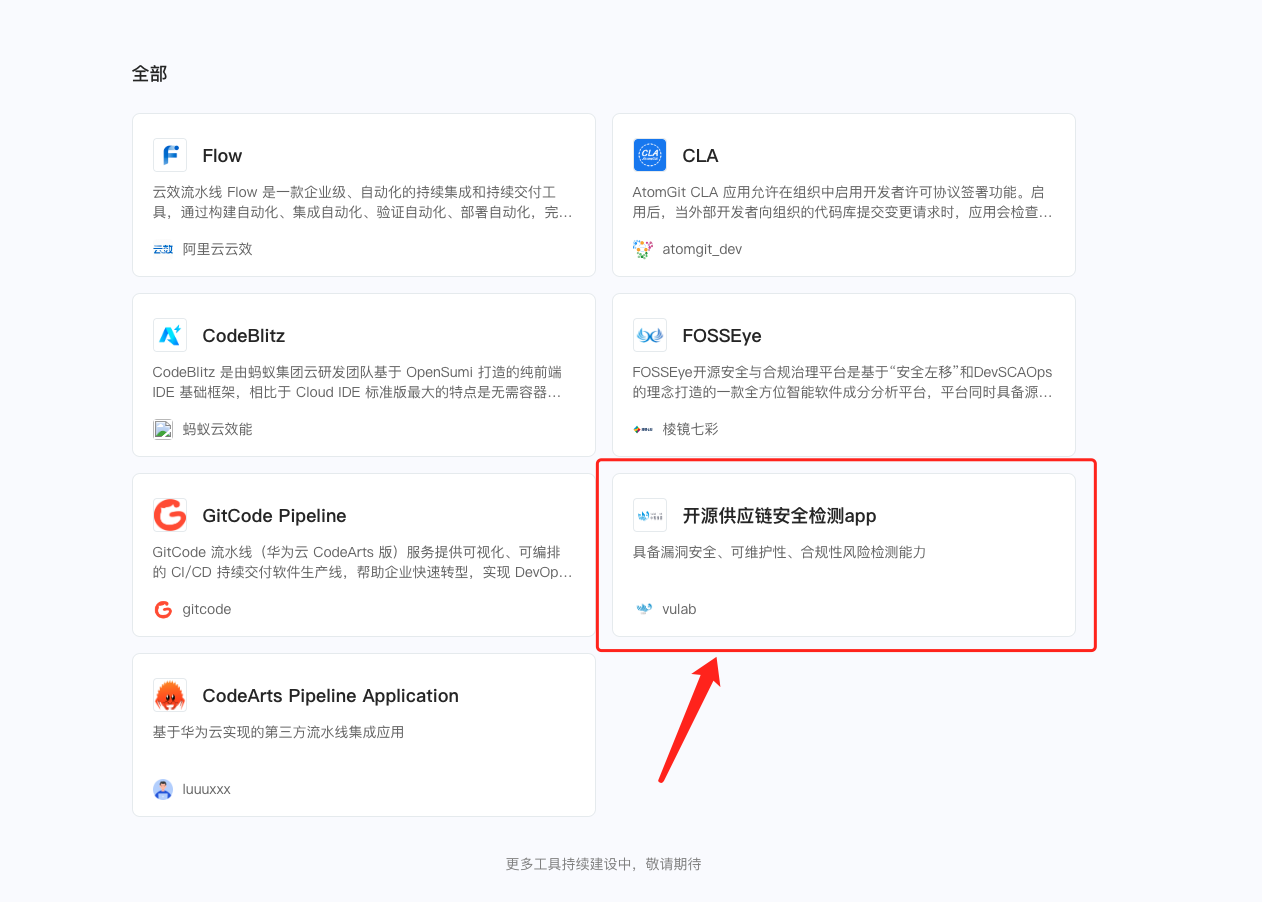 全部
Flow
云效流水线 Flow 是一款企业级、自动化的持续集成和持续交付工
具，通过构建自动化、集成自动化、验证自动化、部署自动化，完…
云效
阿里云云效
CLA
CLA
AtomGit CLA 应用允许在组织中启用开发者许可协议签署功能。启
用后，当外部开发者向组织的代码库提交变更请求时，应用会检查…
atomgit_dev
CodeBlitz
CodeBlitz 是由蚂蚁集团云研发团队基于 OpenSumi 打造的纯前端
IDE 基础框架，相比于 Cloud IDE 标准版最大的特点是无需容器…
蚂蚁云效能
FOSSEye
FOSSEye开源安全与合规治理平台是基于“安全左移”和DevSCAOps
的理念打造的一款全方位智能软件成分分析平台，平台同时具备源…
棱镜七彩
GitCode Pipeline
GitCode 流水线（华为云 CodeArts 版）服务提供可视化、可编排
的 CI/CD 持续交付软件生产线，帮助企业快速转型，实现 DevOp…
gitcode
开源供应链安全检测app
具备漏洞安全、可维护性、合规性风险检测能力
vulab
CodeArts Pipeline Application
基于华为云实现的第三方流水线集成应用
luuuxxx
更多工具持续建设中，敬请期待